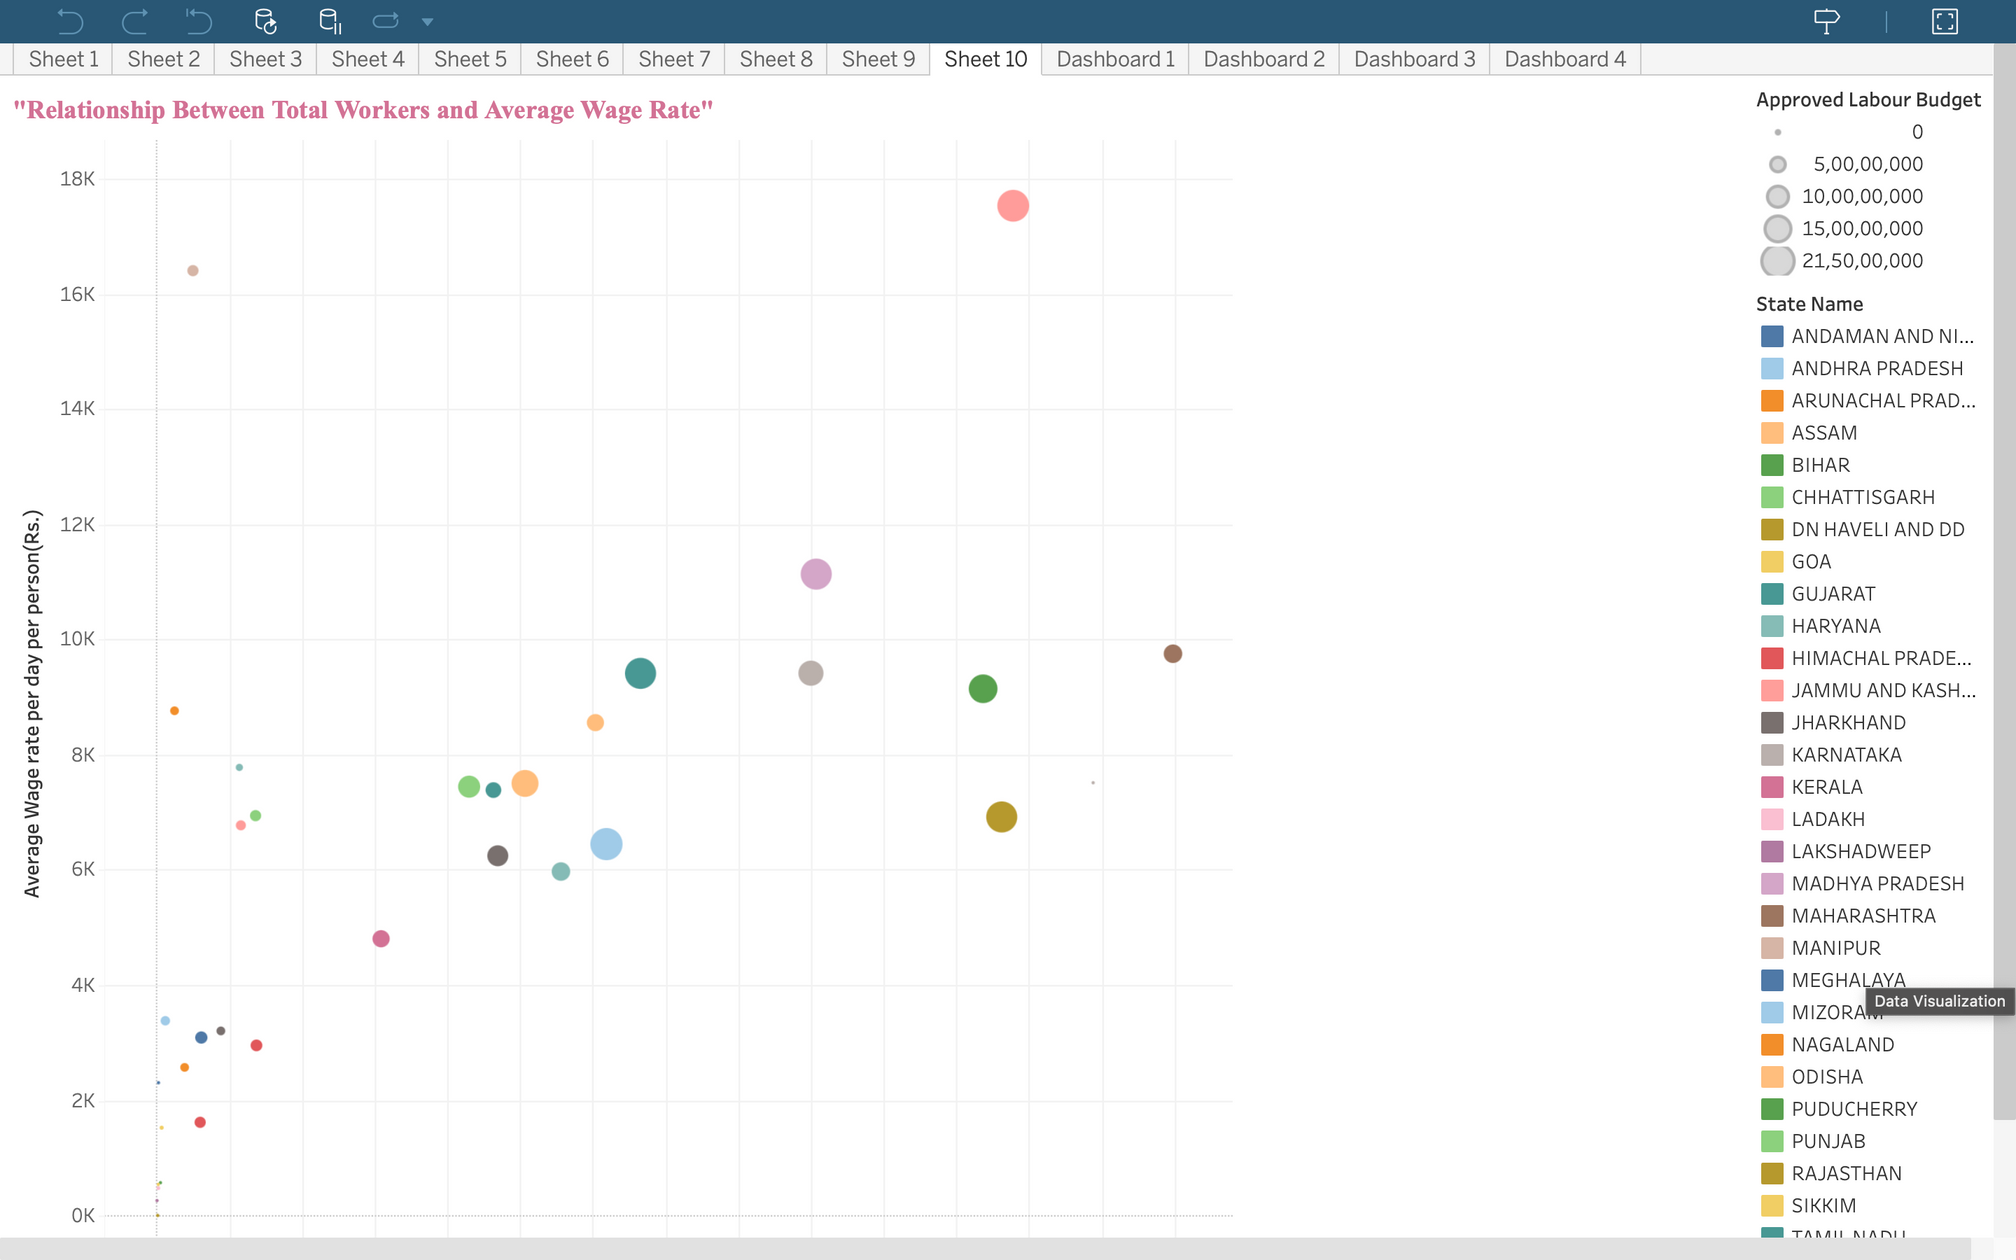 Sheet 1 Sheet 2 Sheet 3 Sheet 4 Sheet 5 Sheet 6 Sheet 7 Sheet 8 Sheet 9 Sheet 10 Dashboard 1 Dashboard 2 Dashboard 3 Dashboard 4
"Relationship Between Total Workers and Average Wage Rate"
Average Wage rate per day per person(Rs.)
18K
16K
14K
12K
10K
8K
6K
4K
2K
0K
Approved Labour Budget
0
5,00,00,000
10,00,00,000
15,00,00,000
21,50,00,000
State Name
ANDAMAN AND NI...
ANDHRA PRADESH
ARUNACHAL PRAD...
ASSAM
BIHAR
CHHATTISGARH
DN HAVELI AND DD
GOA
GUJARAT
HARYANA
HIMACHAL PRADE...
JAMMU AND KASH...
JHARKHAND
KARNATAKA
KERALA
LADAKH
LAKSHADWEEP
MADHYA PRADESH
MAHARASHTRA
MANIPUR
MEGHALAYA
Data Visualization
MIZORAM
NAGALAND
ODISHA
PUDUCHERRY
PUNJAB
RAJASTHAN
SIKKIM
TAMIL NADU